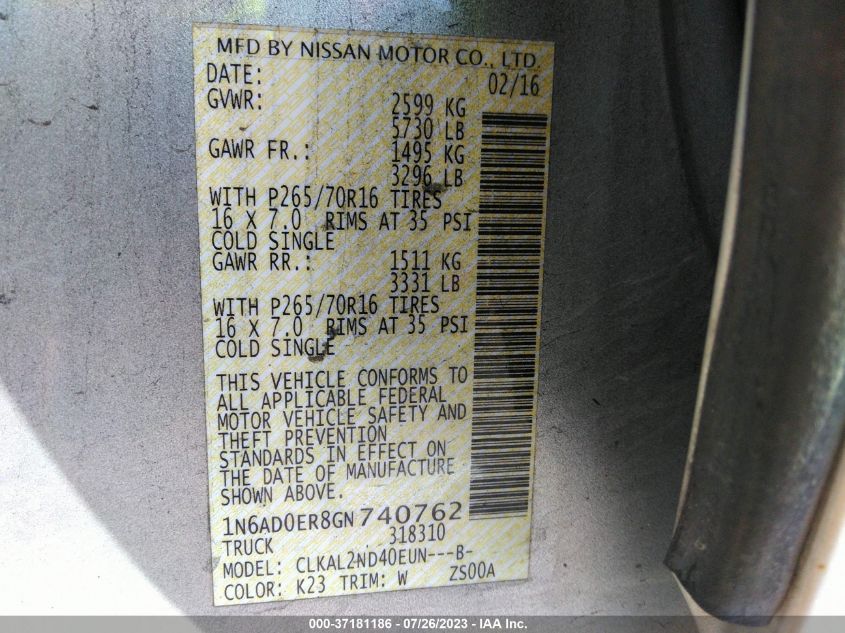 MFD BY NISSAN MOTOR CO., LTD.
DATE: 02/16
GVWR: 2599 KG
5730 LB
GAWR FR.: 1495 KG
3296 LB
WITH P265/70R16 TIRES
16 X 7.0 RIMS AT 35 PSI
COLD SINGLE
GAWR RR.: 1511 KG
3331 LB
WITH P265/70R16 TIRES
16 X 7.0 RIMS AT 35 PSI
COLD SINGLE
THIS VEHICLE CONFORMS TO
ALL APPLICABLE FEDERAL
MOTOR VEHICLE SAFETY AND
THEFT PREVENTION
STANDARDS IN EFFECT ON
THE DATE OF MANUFACTURE
SHOWN ABOVE.
1N6AD0ER8GN740762
TRUCK 318310
MODEL: CLKAL2ND40EUN---B-
COLOR: K23 TRIM: W ZS00A
000-37181186 - 07/26/2023 - IAA Inc.